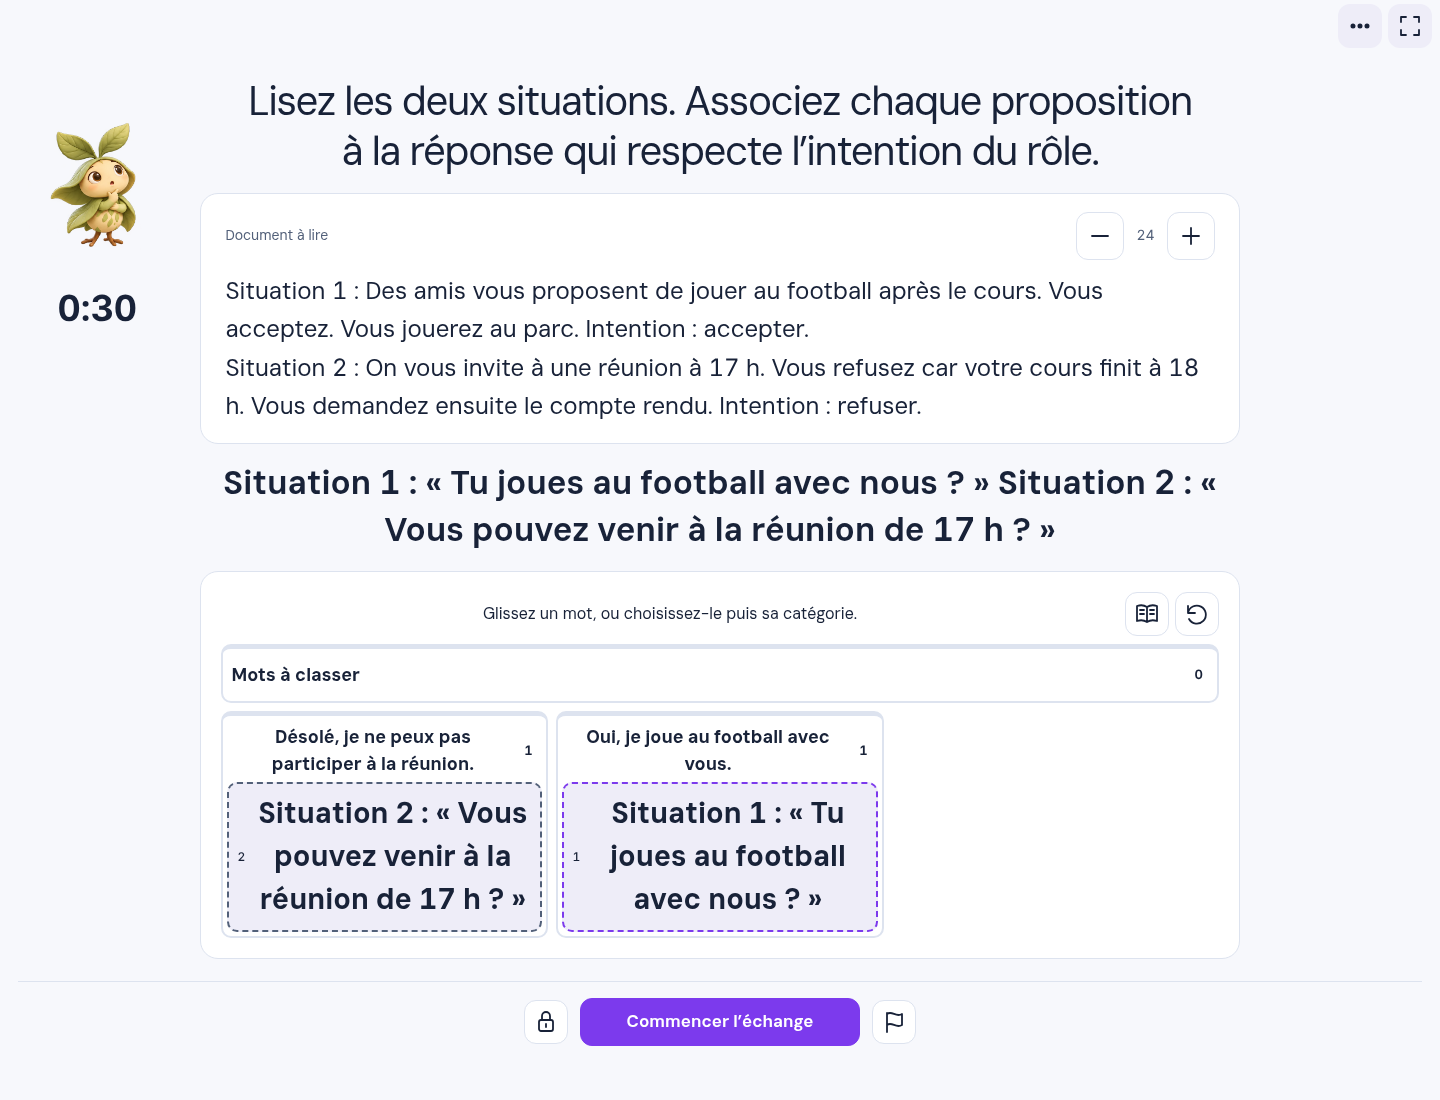 Lisez les deux situations. Associez chaque proposition
à la réponse qui respecte l’intention du rôle.
0:30
Document à lire
24
Situation 1 : Des amis vous proposent de jouer au football après le cours. Vous
acceptez. Vous jouerez au parc. Intention : accepter.
Situation 2 : On vous invite à une réunion à 17 h. Vous refusez car votre cours finit à 18
h. Vous demandez ensuite le compte rendu. Intention : refuser.
Situation 1 : « Tu joues au football avec nous ? » Situation 2 : «
Vous pouvez venir à la réunion de 17 h ? »
Glissez un mot, ou choisissez-le puis sa catégorie.
Mots à classer
0
Désolé, je ne peux pas
participer à la réunion.
1
Situation 2 : « Vous
pouvez venir à la
réunion de 17 h ? »
2
Oui, je joue au football avec
vous.
1
Situation 1 : « Tu
joues au football
avec nous ? »
1
Commencer l’échange